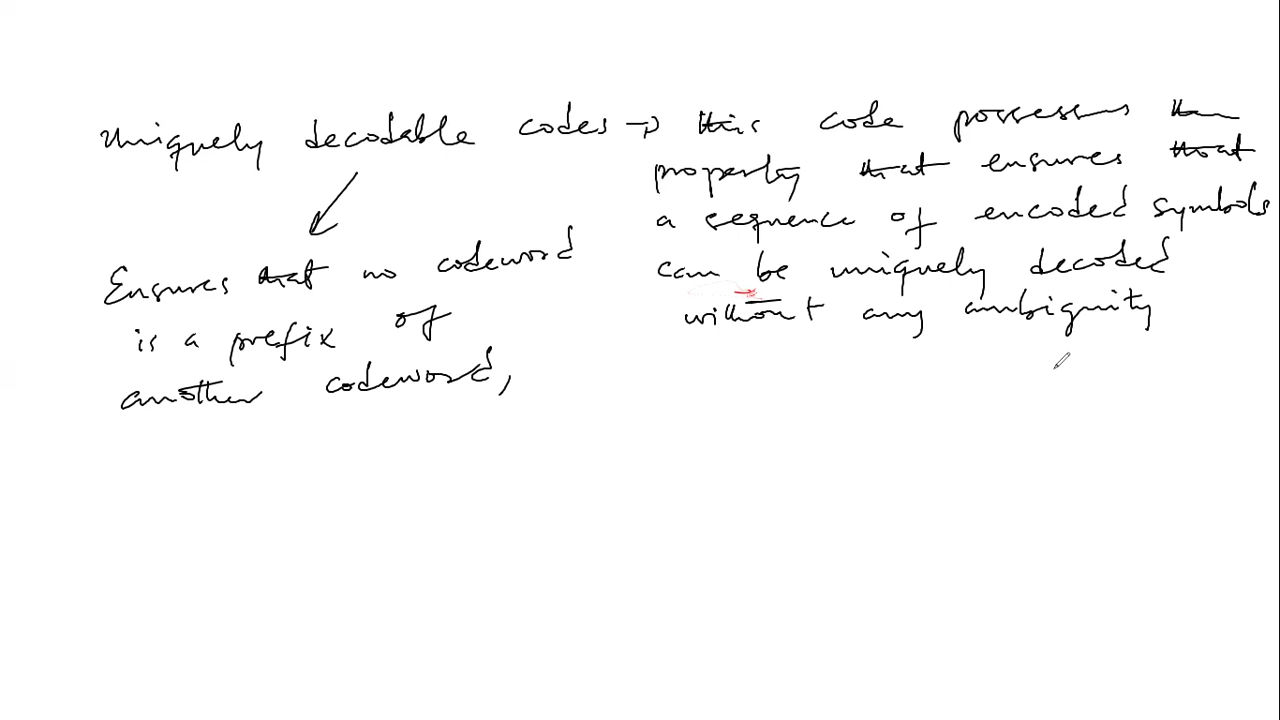 Uniquely decodable codes → this code possesses the
property that ensures that
a sequence of encoded symbols
can be uniquely decoded
without any ambiguity
Ensures that no codeword
is a prefix of
another codeword,